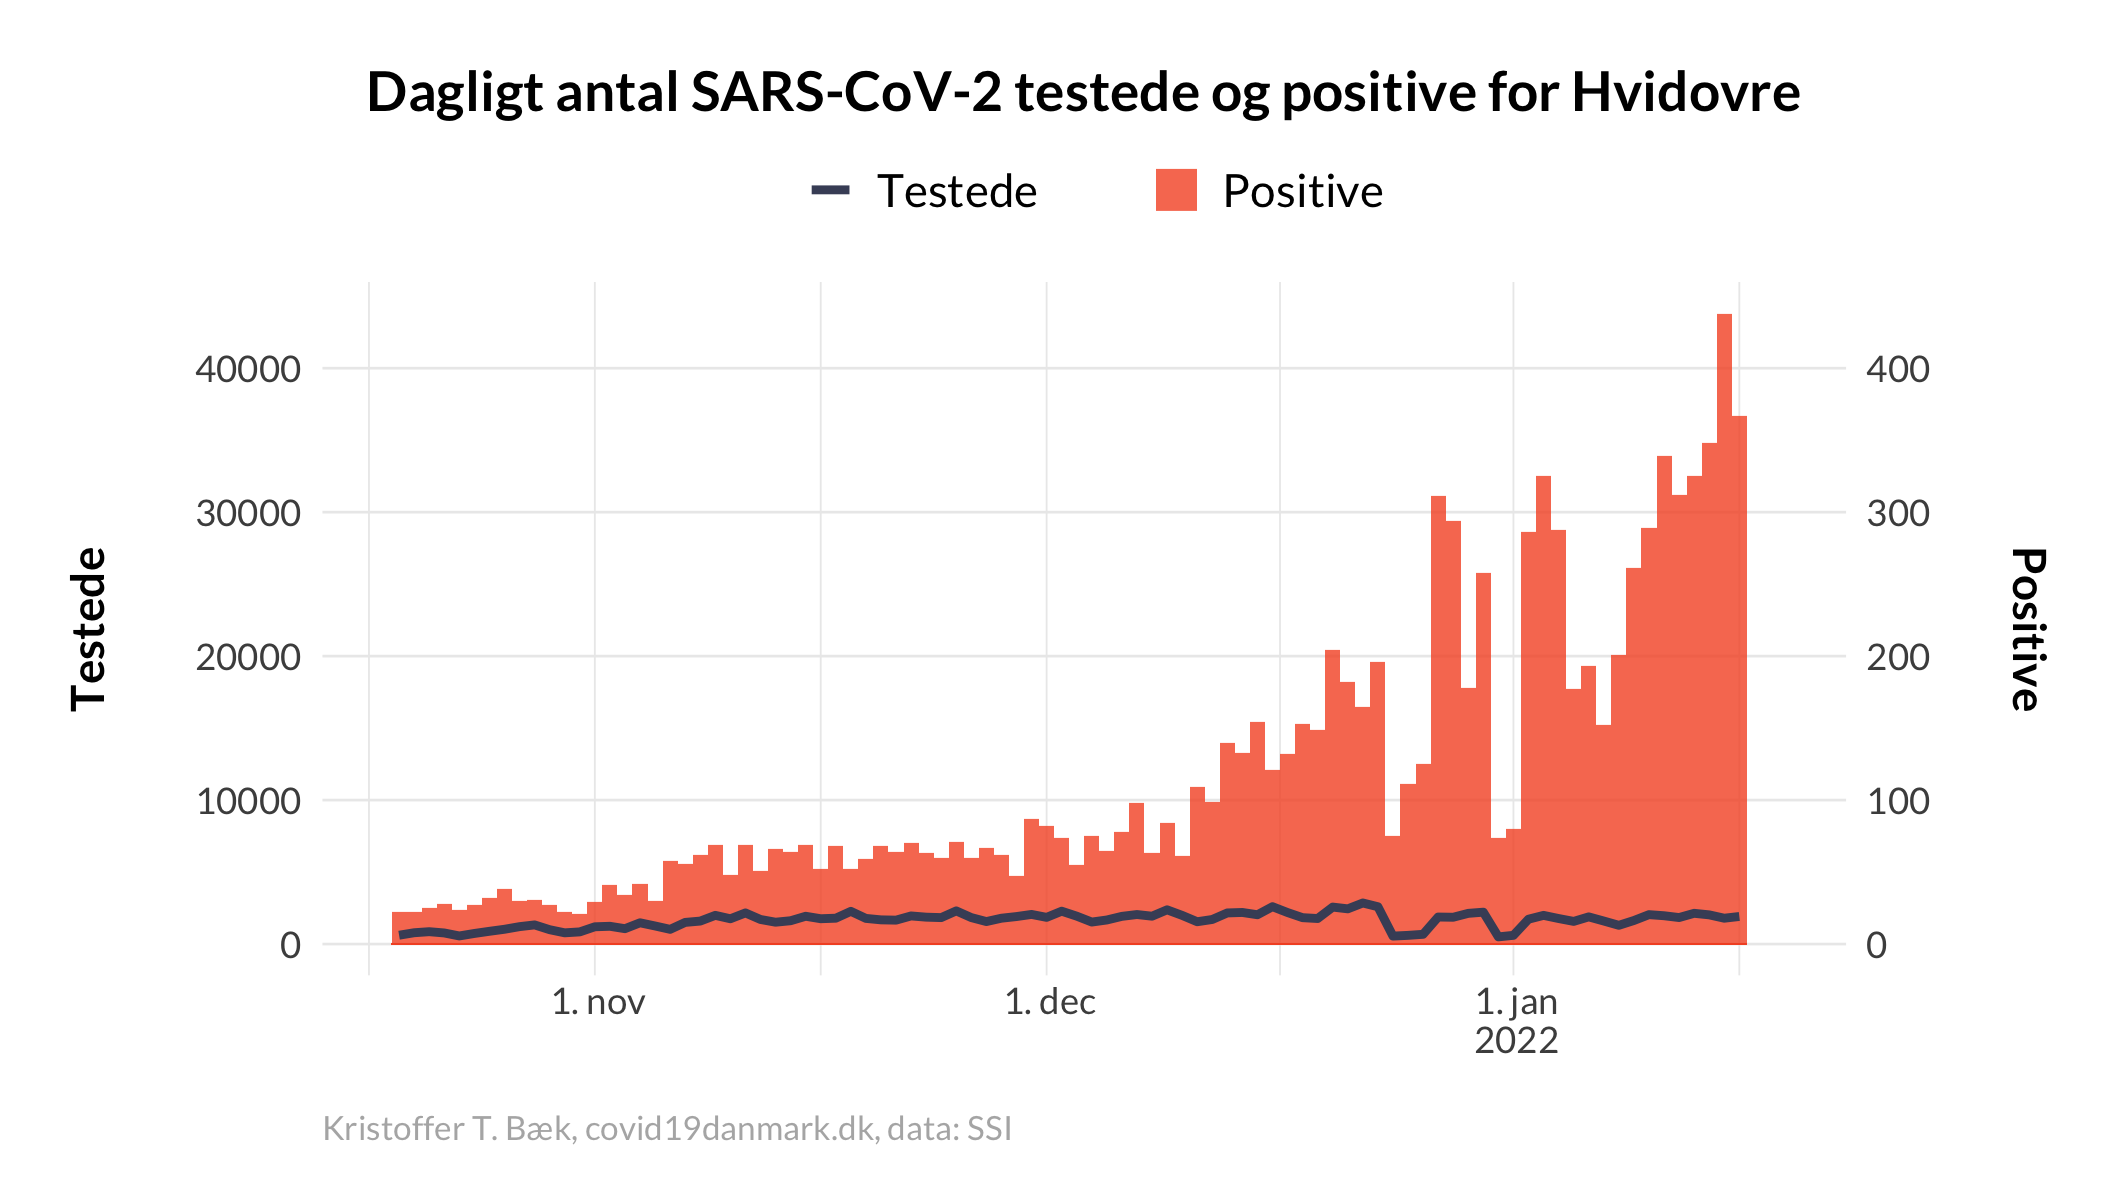 Dagligt antal SARS-CoV-2 testede og positive for Hvidovre
Testede Positive
Testede
40000
30000
20000
10000
0
400
300
200
100
0
Positive
1. nov
1. dec
1. jan
2022
Kristoffer T. Bæk, covid19danmark.dk, data: SSI